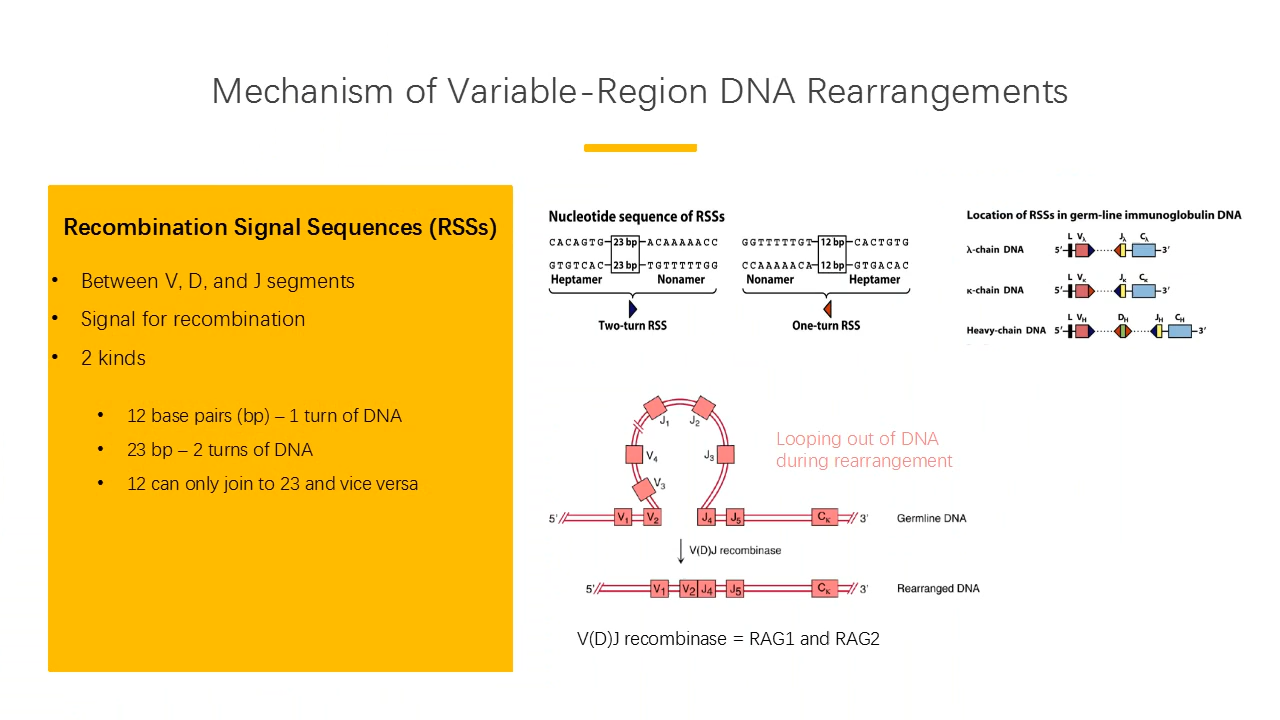 Mechanism of Variable-Region DNA Rearrangements
Recombination Signal Sequences (RSSs)
• Between V, D, and J segments
• Signal for recombination
• 2 kinds
• 12 base pairs (bp) – 1 turn of DNA
• 23 bp – 2 turns of DNA
• 12 can only join to 23 and vice versa
Nucleotide sequence of RSSs
CACAGTG 23 bp ACAAAAACC
GTGTCAC 23 bp TGTTTTTGG
Heptamer Nonamer
Two-turn RSS
GGTTTTTGT 12 bp CACTGTG
CCAAAAACA 12 bp GTGACAC
Nonamer Heptamer
One-turn RSS
Location of RSSs in germ-line immunoglobulin DNA
L Vλ Jλ Cλ
λ-chain DNA 5′ 3′
L Vκ Jκ Cκ
κ-chain DNA 5′ 3′
L VH DH JH CH
Heavy-chain DNA 5′ 3′
J1 J2
V4 J3
V3
Looping out of DNA
during rearrangement
5′ V1 V2 J4 J5 Cκ 3′ Germline DNA
V(D)J recombinase
5′ V1 V2 J4 J5 Cκ 3′ Rearranged DNA
V(D)J recombinase = RAG1 and RAG2